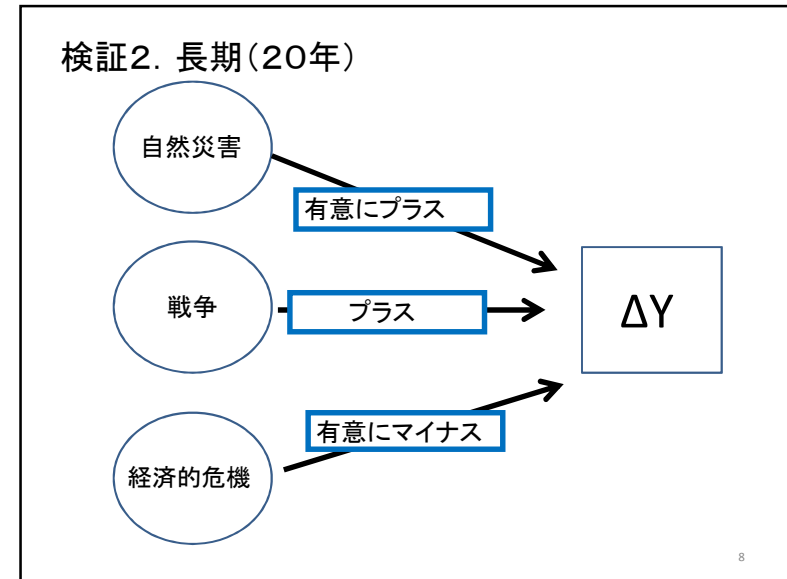 検証2．長期（20年）
自然災害
有意にプラス
戦争
プラス
ΔY
有意にマイナス
経済的危機
8